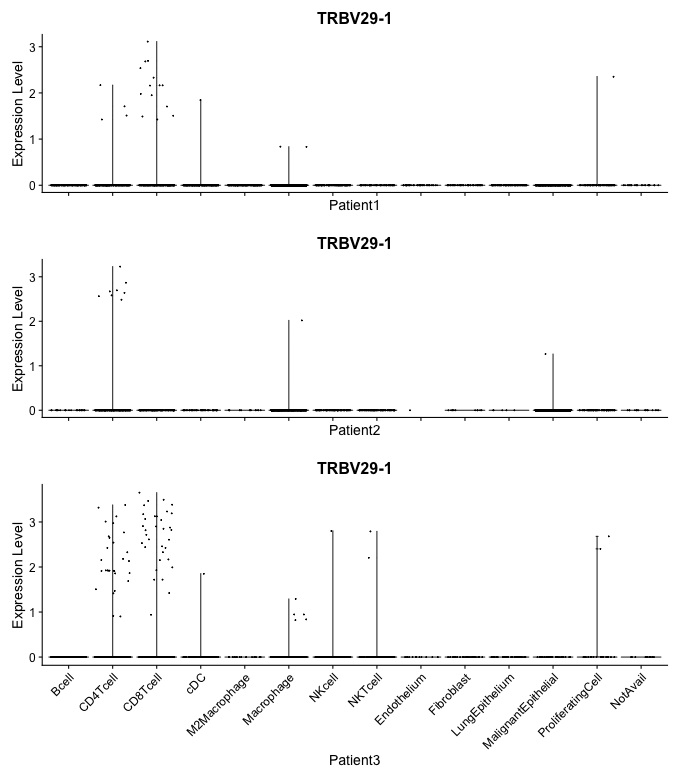 TRBV29-1
Expression Level
3
2
1
0
Patient1
TRBV29-1
Expression Level
3
2
1
0
Patient2
TRBV29-1
Expression Level
3
2
1
0
Bcell
CD4Tcell
CD8Tcell
cDC
M2Macrophage
Macrophage
NKcell
NKTcell
Endothelium
Fibroblast
LungEpithelium
MalignantEpithelial
ProliferatingCell
NotAvail
Patient3